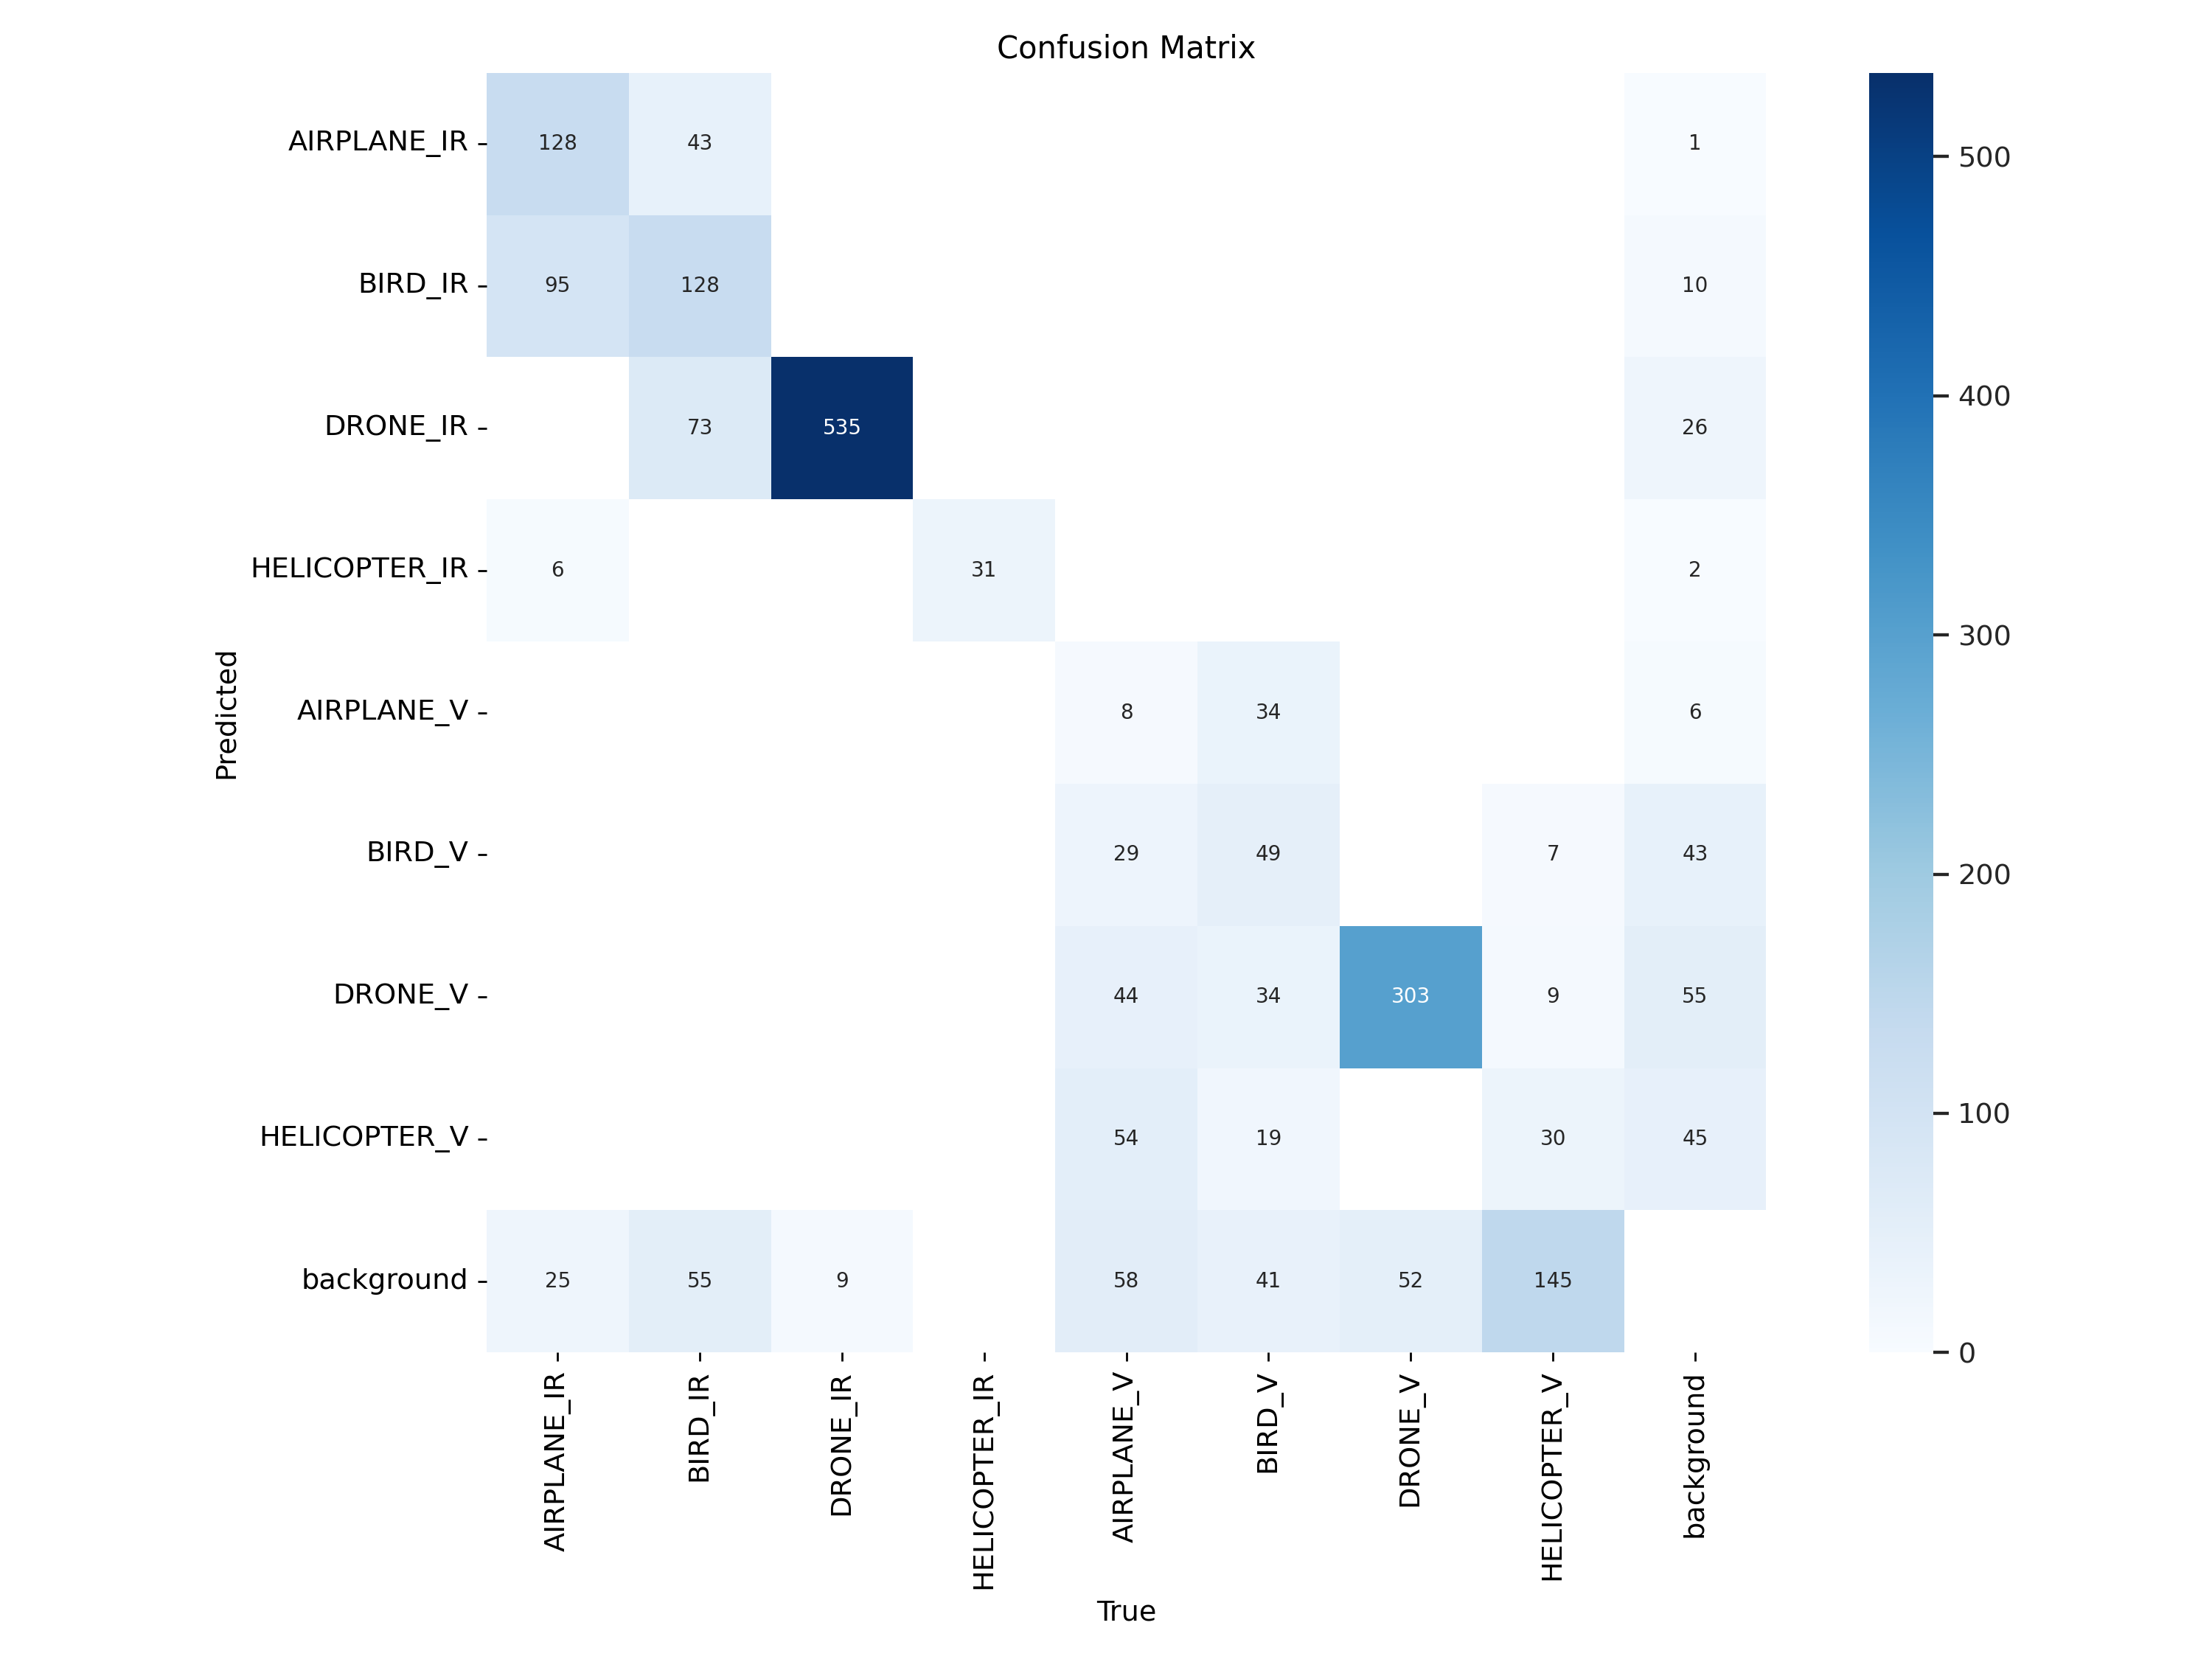 Confusion Matrix
AIRPLANE_IR 128 43 1
BIRD_IR 95 128 10
DRONE_IR 73 535 26
HELICOPTER_IR 6 31 2
AIRPLANE_V 8 34 6
BIRD_V 29 49 7 43
DRONE_V 44 34 303 9 55
HELICOPTER_V 54 19 30 45
background 25 55 9 58 41 52 145
Predicted
AIRPLANE_IR
BIRD_IR
DRONE_IR
HELICOPTER_IR
AIRPLANE_V
BIRD_V
DRONE_V
HELICOPTER_V
background
True
500
400
300
200
100
0